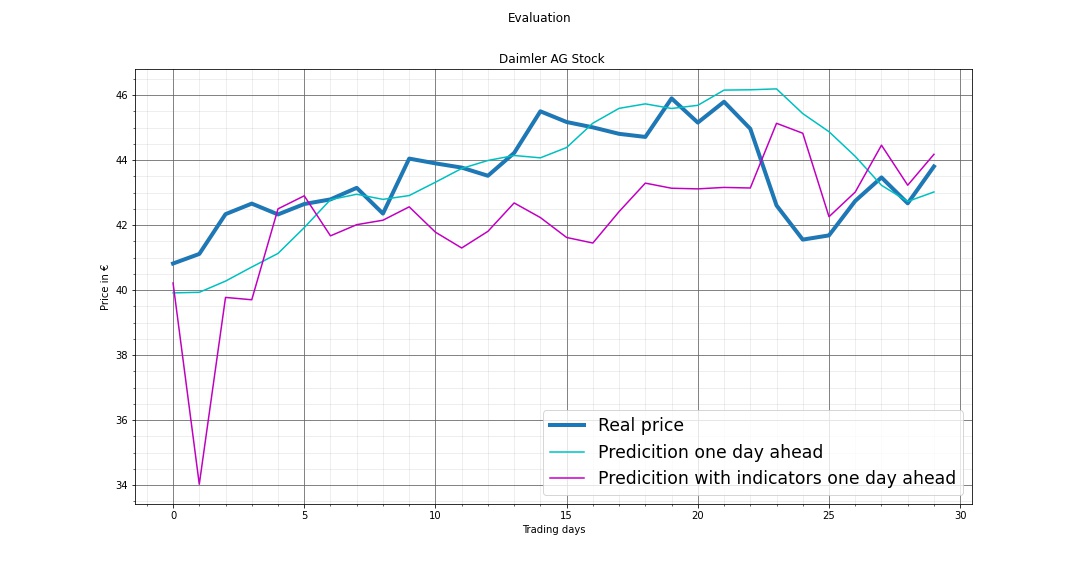 Evaluation
Daimler AG Stock
46
44
42
40
38
36
34
Price in €
0
5
10
15
20
25
30
Trading days
Real price
Predicition one day ahead
Predicition with indicators one day ahead